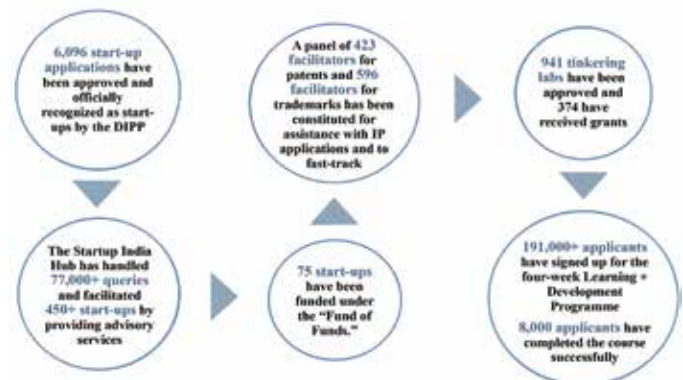 6,096 start-up
applications have
been approved and
officially
recognized as start-
ups by the DIPP
The Startup India
Hub has handled
77,000+ queries
and facilitated
450+ start-ups by
providing advisory
services
75 start-ups
have been
funded under
the “Fund of
Funds.”
A panel of 423
facilitators for
patents and 596
facilitators for
trademarks has been
constituted for
assistance with IP
applications and to
fast-track
941 tinkering
labs have been
approved and
374 have
received grants
191,000+ applicants
have signed up for the
four-week Learning +
Development
Programme
8,000 applicants have
completed the course
successfully